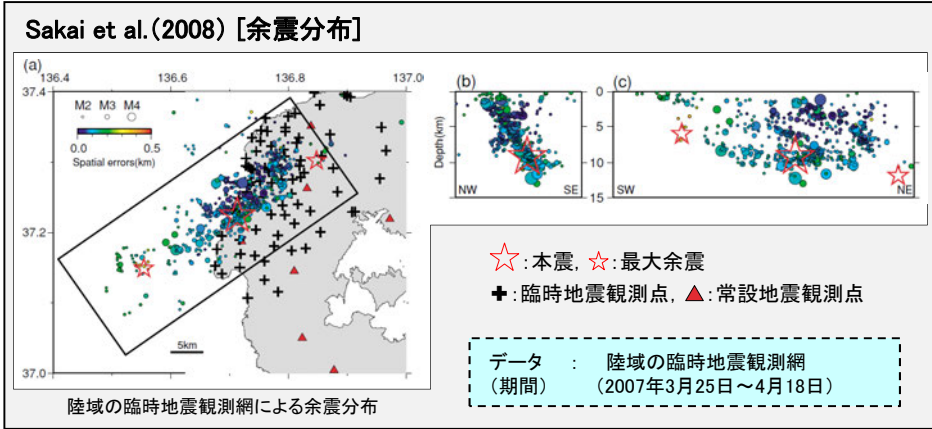 Sakai et al.(2008) [余震分布]
(a)
136.4 136.6 136.8 137.0
37.4
37.2
37.0
M2 M3 M4
0.0 0.5
Spatial errors(km)
5km
陸域の臨時地震観測網による余震分布
(b)
(c)
Depth(km)
0
5
10
15
NW SE
SW NE
:本震, :最大余震
:臨時地震観測点, :常設地震観測点
データ : 陸域の臨時地震観測網
(期間) (2007年3月25日～4月18日)